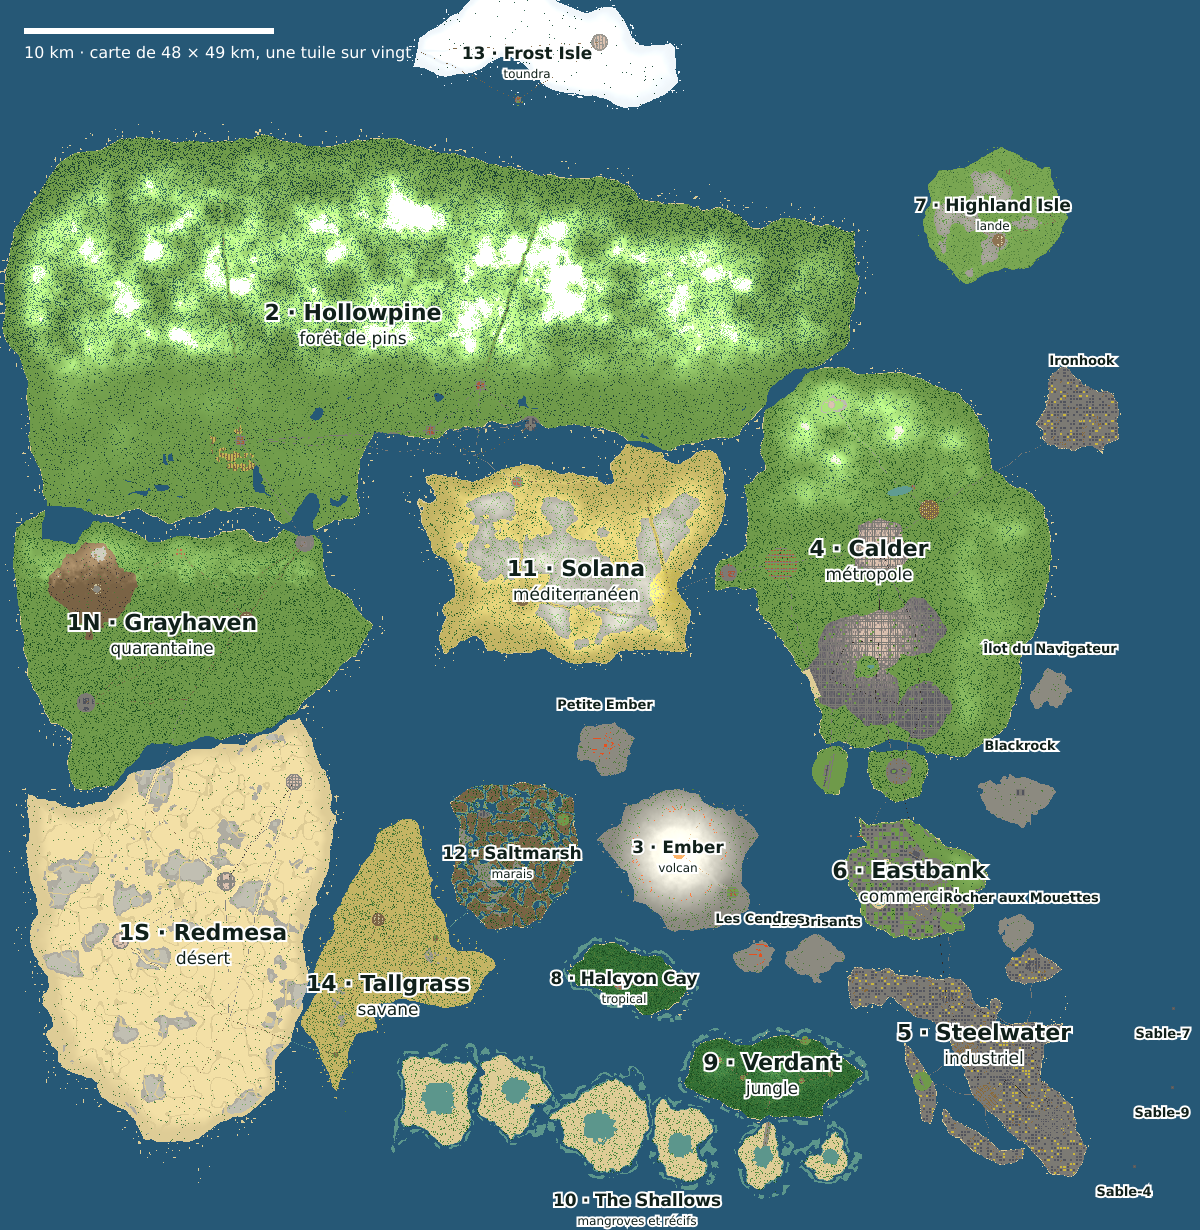 13 · Frost Isle
toundra
10 km · carte de 48 × 49 km, une tuile sur vingt
7 · Highland Isle
lande
2 · Hollowpine
forêt de pins
Ironhook
4 · Calder
métropole
11 · Solana
méditerranéen
1N · Grayhaven
quarantaine
Îlot du Navigateur
Petite Ember
Blackrock
12 · Saltmarsh
marais
3 · Ember
volcan
6 · Eastbank
commercial
Rocher aux Mouettes
Les Cendres
Brisants
1S · Redmesa
désert
14 · Tallgrass
savane
8 · Halcyon Cay
tropical
5 · Steelwater
industriel
Sable-7
9 · Verdant
jungle
Sable-9
Sable-4
10 · The Shallows
mangroves et récifs